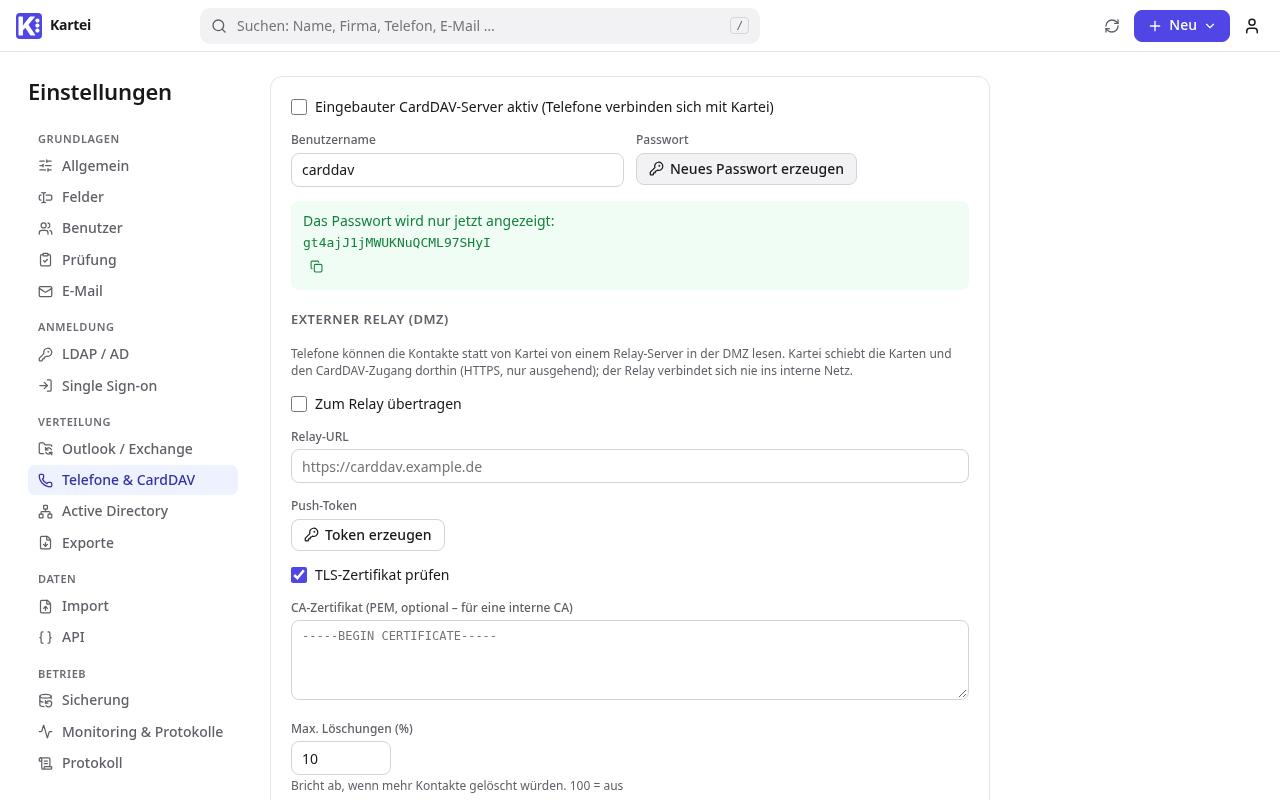 Kartei
Suchen: Name, Firma, Telefon, E-Mail ...
/
Neu
Einstellungen
GRUNDLAGEN
Allgemein
Felder
Benutzer
Prüfung
E-Mail
ANMELDUNG
LDAP / AD
Single Sign-on
VERTEILUNG
Outlook / Exchange
Telefone & CardDAV
Active Directory
Exporte
DATEN
Import
API
BETRIEB
Sicherung
Monitoring & Protokolle
Protokoll
Eingebauter CardDAV-Server aktiv (Telefone verbinden sich mit Kartei)
Benutzername
Passwort
carddav
Neues Passwort erzeugen
Das Passwort wird nur jetzt angezeigt:
gt4ajJ1jMWUKNuQCML97SHyI
EXTERNER RELAY (DMZ)
Telefone können die Kontakte statt von Kartei von einem Relay-Server in der DMZ lesen. Kartei schiebt die Karten und
den CardDAV-Zugang dorthin (HTTPS, nur ausgehend); der Relay verbindet sich nie ins interne Netz.
Zum Relay übertragen
Relay-URL
https://carddav.example.de
Push-Token
Token erzeugen
TLS-Zertifikat prüfen
CA-Zertifikat (PEM, optional – für eine interne CA)
-----BEGIN CERTIFICATE-----
Max. Löschungen (%)
10
Bricht ab, wenn mehr Kontakte gelöscht würden. 100 = aus